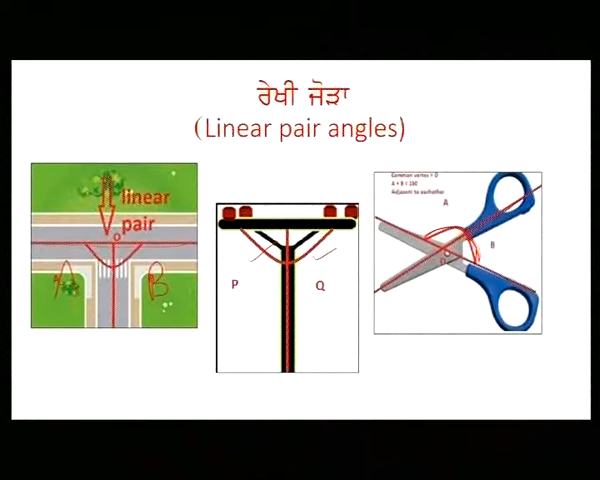 ਰੇਖੀ ਜੋੜਾ
(Linear pair angles)
linear
pair
O
A
B
P
Q
Common vertex = O
A + B = 180
Adjacent to eachother
A
B
O